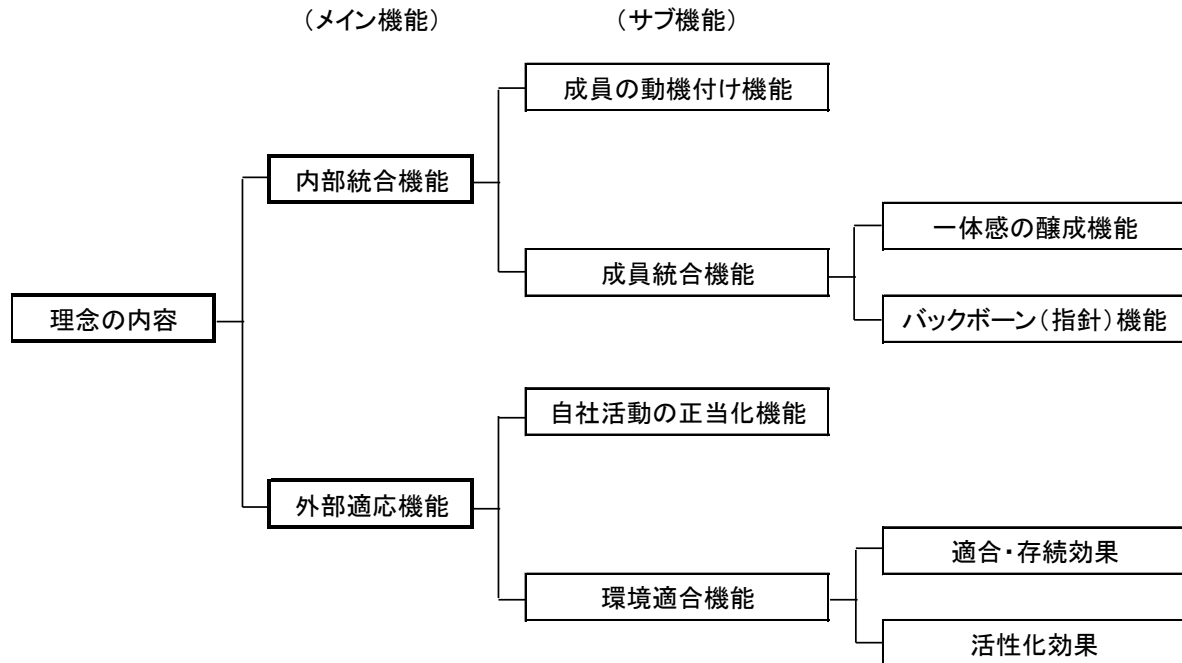 (メイン機能)
(サブ機能)
成員の動機付け機能
内部統合機能
一体感の醸成機能
成員統合機能
理念の内容
バックボーン(指針)機能
自社活動の正当化機能
外部適応機能
適合・存続効果
環境適合機能
活性化効果